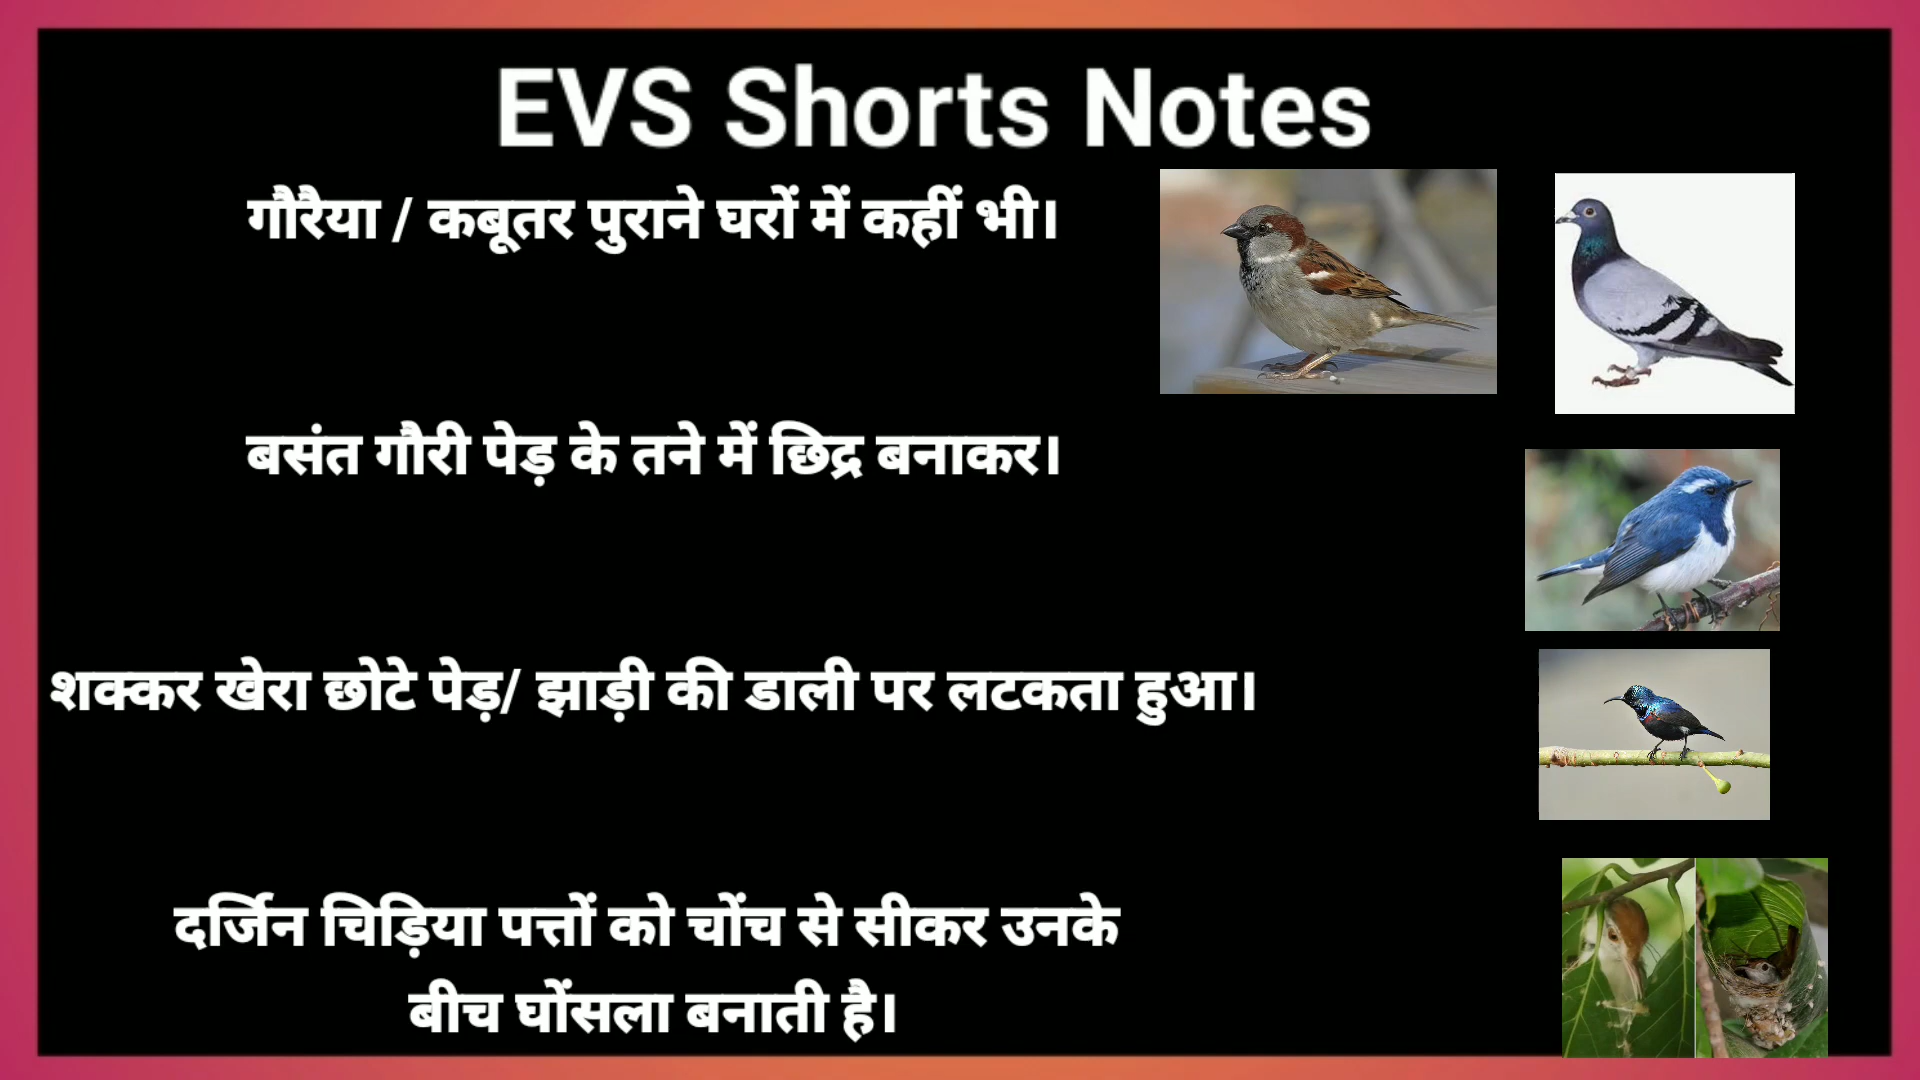 EVS Shorts Notes
गौरैया / कबूतर पुराने घरों में कहीं भी।
बसंत गौरी पेड़ के तने में छिद्र बनाकर।
शक्कर खेरा छोटे पेड़/ झाड़ी की डाली पर लटकता हुआ।
दर्जिन चिड़िया पत्तों को चोंच से सीकर उनके
बीच घोंसला बनाती है।